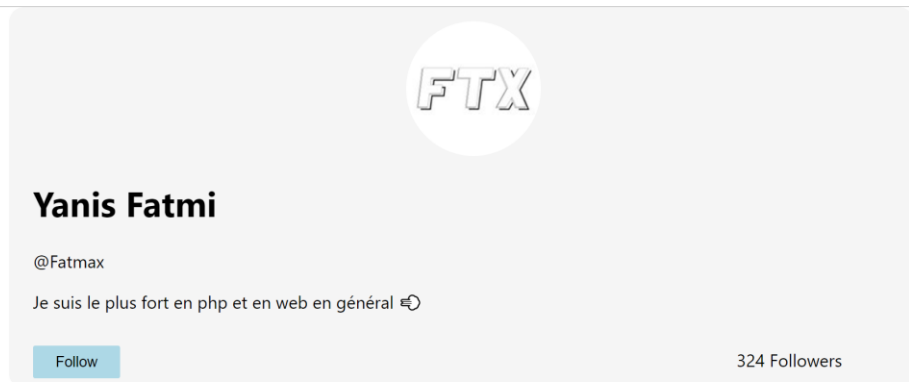 FTX
Yanis Fatmi
@Fatmax
Je suis le plus fort en php et en web en général
Follow
324 Followers